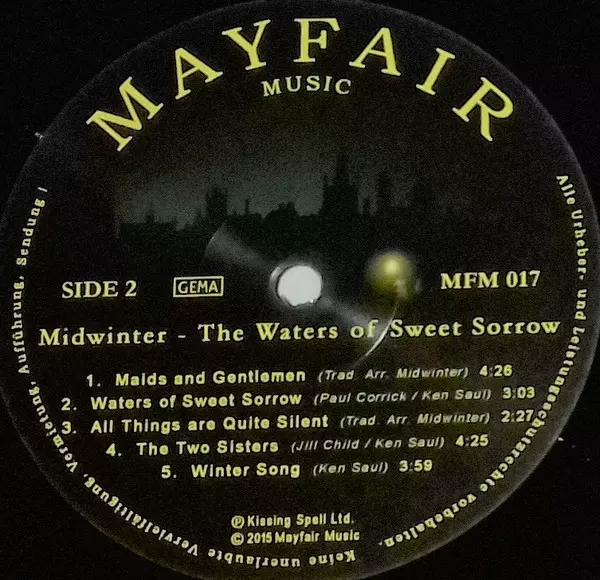 MAYFAIR
MUSIC
SIDE 2
GEMA
MFM 017
Midwinter - The Waters of Sweet Sorrow
1. Maids and Gentlemen (Trad. Arr. Midwinter) 4:26
2. Waters of Sweet Sorrow (Paul Corrick / Ken Saul) 3:03
3. All Things are Quite Silent (Trad. Arr. Midwinter) 2:27
4. The Two Sisters (Jill Child / Ken Saul) 4:25
5. Winter Song (Ken Saul) 3:59
℗ Kissing Spell Ltd.
© 2015 Mayfair Music
Alle Urheber- und Leistungsschutzrechte vorbehalten.
Keine unerlaubte Vervielfältigung, Vermietung, Aufführung, Sendung !